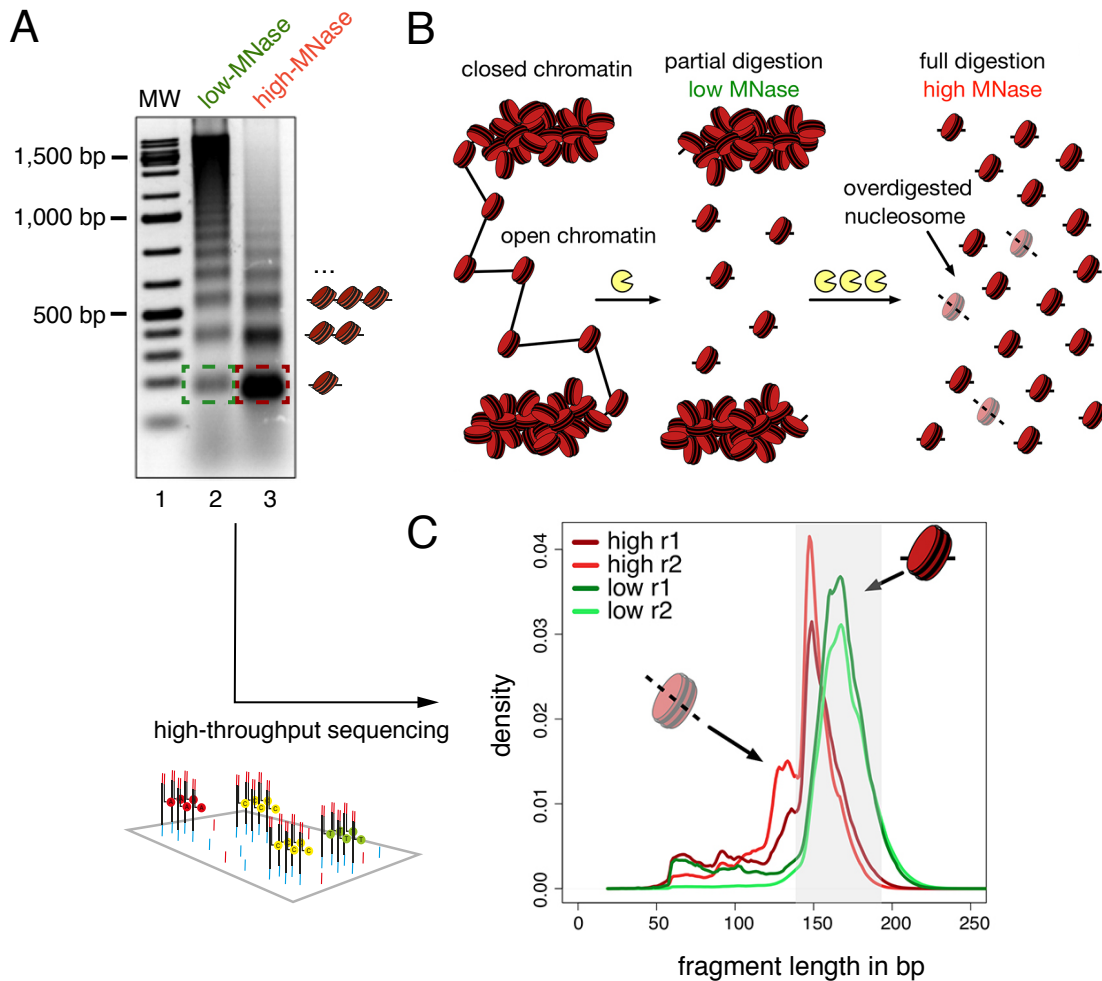 A
MW
low-MNase
high-MNase
1,500 bp
1,000 bp
500 bp
...
1
2
3
B
closed chromatin
open chromatin
partial digestion
low MNase
full digestion
high MNase
overdigested
nucleosome
high-throughput sequencing
C
high r1
high r2
low r1
low r2
density
0.00
0.01
0.02
0.03
0.04
0
50
100
150
200
250
fragment length in bp